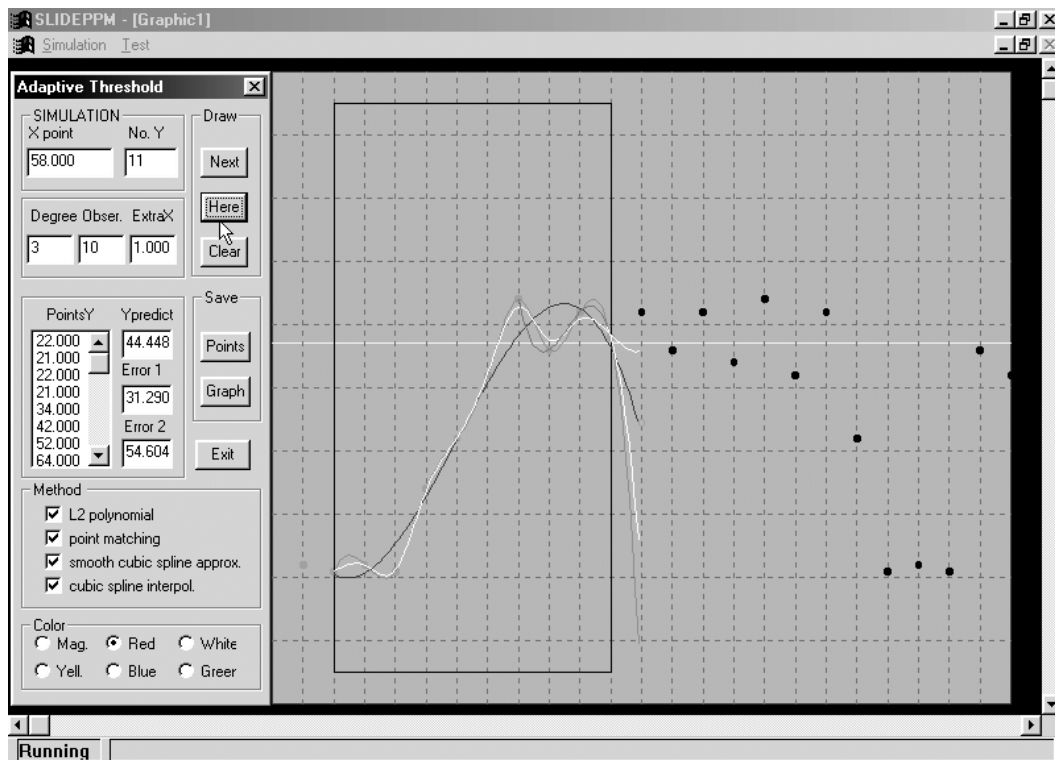 SLIDEPPM - [Graphic1]
Simulation Test
Adaptive Threshold
SIMULATION
X point No. Y
58.000 11
Draw
Next
Here
Clear
Degree Obser. ExtraX
3 10 1.000
PointsY Ypredict
22.000
21.000
22.000
21.000
34.000
42.000
52.000
64.000
44.448
Error 1
31.290
Error 2
54.604
Save
Points
Graph
Exit
Method
L2 polynomial
point matching
smooth cubic spline approx.
cubic spline interpol.
Color
Mag. Red White
Yell. Blue Greer
Running